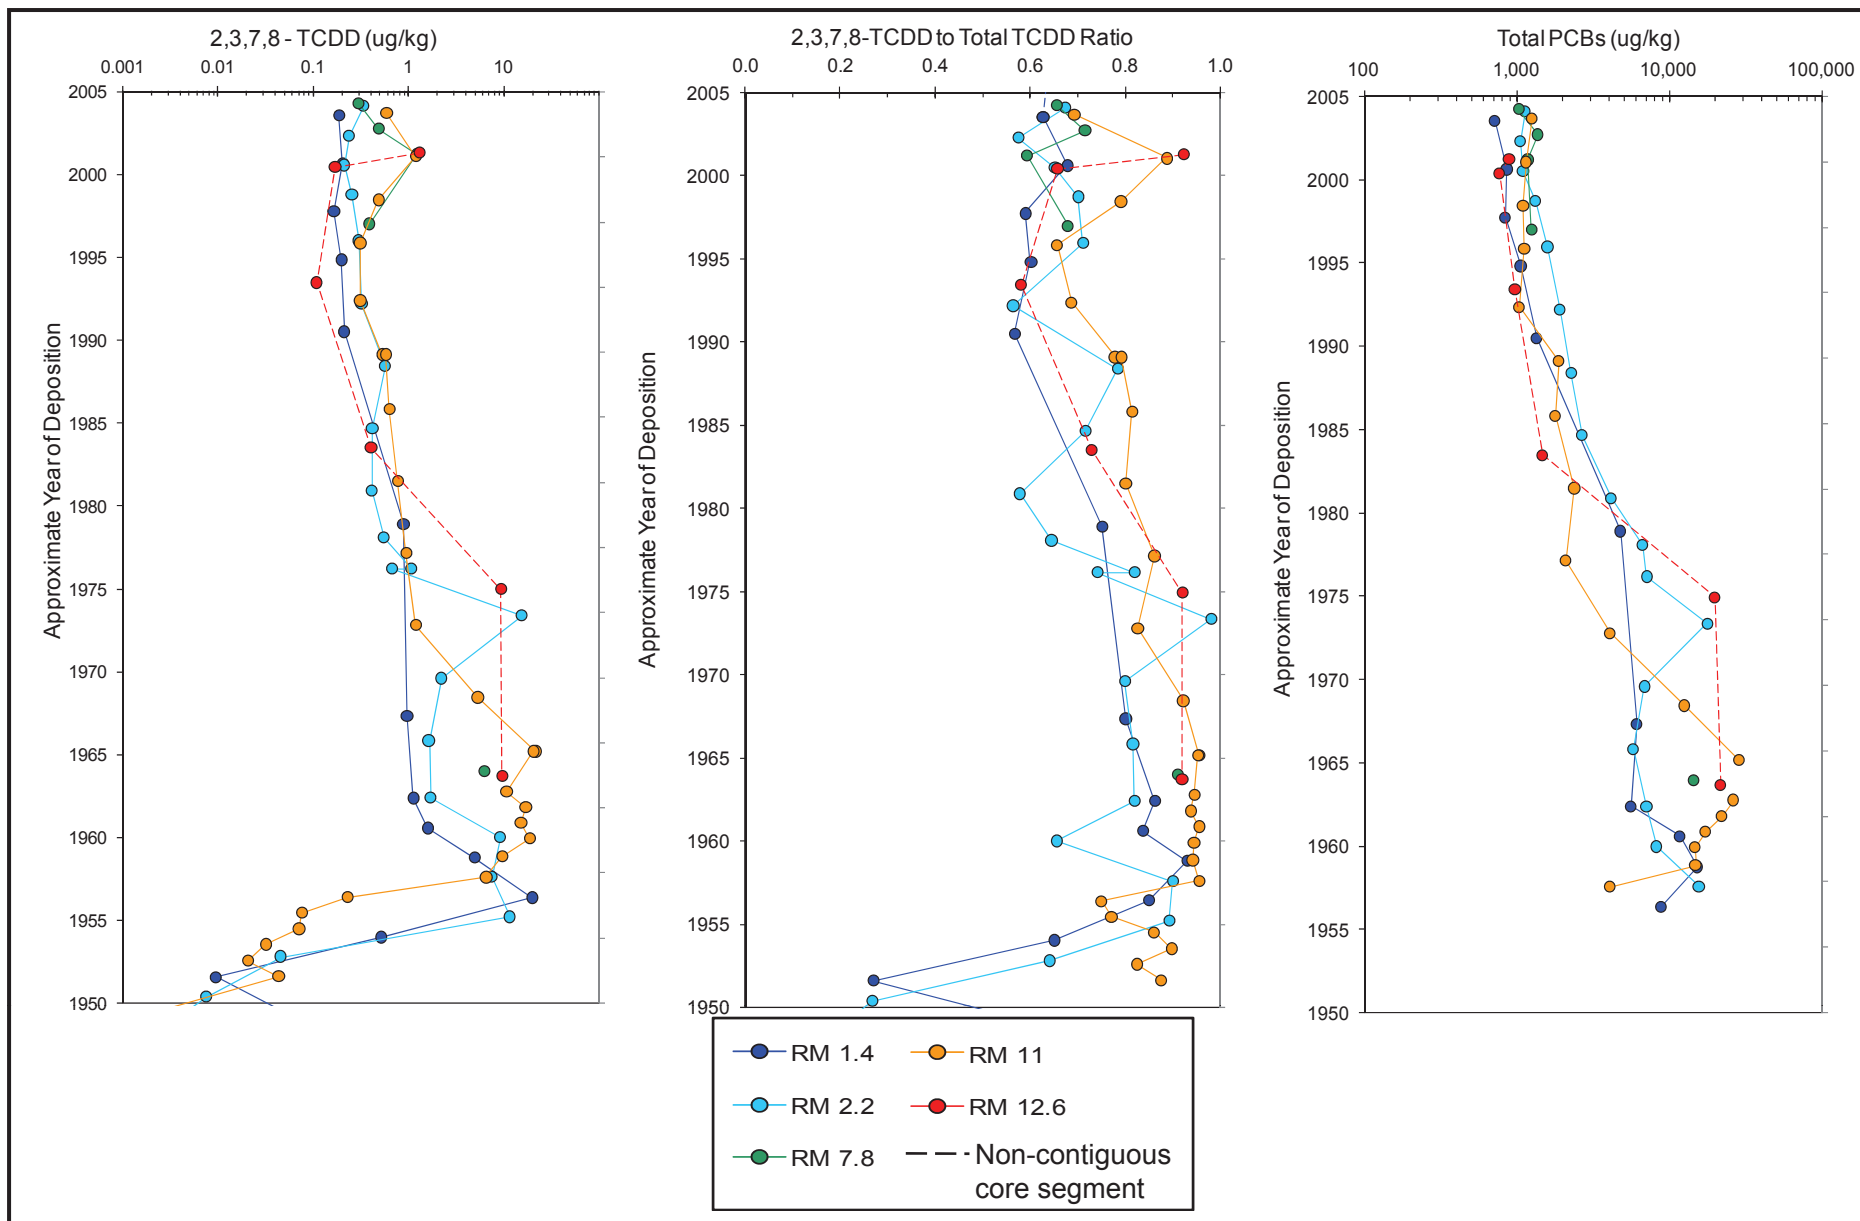 2,3,7,8 - TCDD (ug/kg)
0.001 0.01 0.1 1 10
2005
2000
1995
1990
1985
1980
1975
1970
1965
1960
1955
1950
Approximate Year of Deposition
2,3,7,8-TCDD to Total TCDD Ratio
0.0 0.2 0.4 0.6 0.8 1.0
2005
2000
1995
1990
1985
1980
1975
1970
1965
1960
1955
1950
Approximate Year of Deposition
Total PCBs (ug/kg)
100 1,000 10,000 100,000
2005
2000
1995
1990
1985
1980
1975
1970
1965
1960
1955
1950
Approximate Year of Deposition
RM 1.4
RM 11
RM 2.2
RM 12.6
RM 7.8
Non-contiguous
core segment